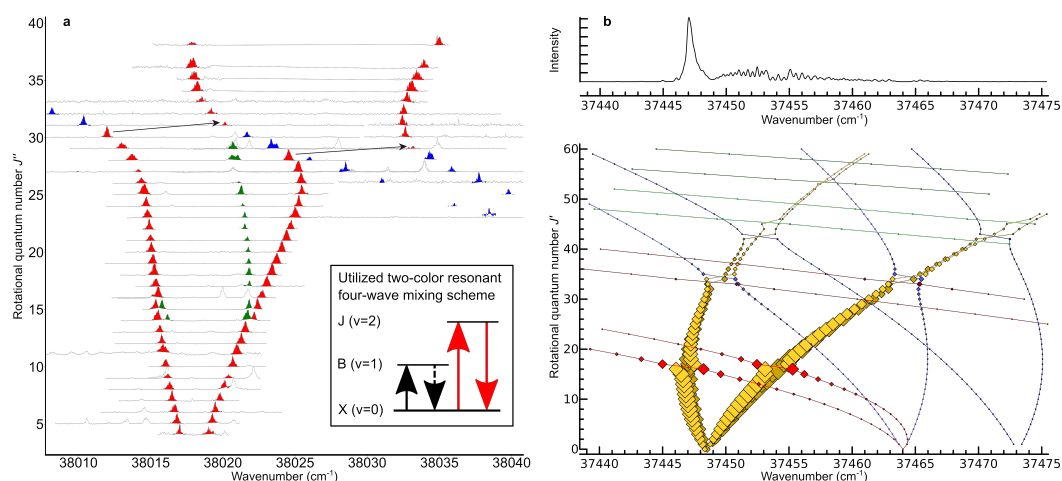 a
40
35
30
25
20
15
10
5
Rotational quantum number J″
38010 38015 38020 38025 38030 38035 38040
Wavenumber (cm-1)
Utilized two-color resonant
four-wave mixing scheme
J (v=2)
B (v=1)
X (v=0)
b
Intensity
37440 37445 37450 37455 37460 37465 37470 37475
Wavenumber (cm-1)
60
50
40
30
20
10
0
Rotational quantum number J′
37440 37445 37450 37455 37460 37465 37470 37475
Wavenumber (cm-1)